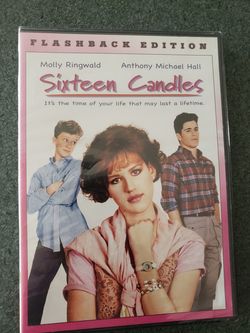 FLASHBACK EDITION
Molly Ringwald Anthony Michael Hall
Sixteen Candles
It's the time of your life that may last a lifetime.